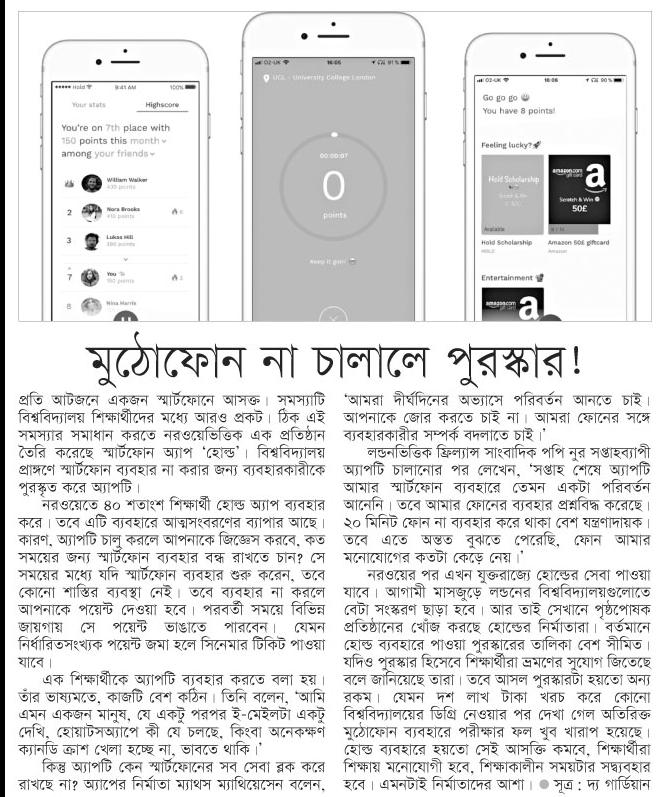 Hold
9:41 AM
100%
Your stats
Highscore
You're on 7th place with
150 points this month
among your friends
William Walker
430 points
2
Nora Brooks
410 points
6
3
Lukas Hill
390 points
7
You
150 points
2
8
Nina Harris
O2-UK
16:05
91%
UCL - University College London
00:00:07
0
points
Keep it goin!
O2-UK
16:06
90%
Go go go
You have 8 points!
Feeling lucky?
Hold Scholarship
Scratch & Win
Available
amazon.com
gift card
a
Scratch & Win
50£
Hold Scholarship
HOLD
Amazon 50£ giftcard
Amazon
Entertainment
amazon.com
gift card
মুঠোফোন না চালালে পুরস্কার!
প্রতি আটজনে একজন স্মার্টফোনে আসক্ত। সমস্যাটি
বিশ্ববিদ্যালয় শিক্ষার্থীদের মধ্যে আরও প্রকট। ঠিক এই
সমস্যার সমাধান করতে নরওয়েভিত্তিক এক প্রতিষ্ঠান
তৈরি করেছে স্মার্টফোন অ্যাপ ‘হোল্ড’। বিশ্ববিদ্যালয়
প্রাঙ্গণে স্মার্টফোন ব্যবহার না করার জন্য ব্যবহারকারীকে
পুরস্কৃত করে অ্যাপটি।
নরওয়েতে ৪০ শতাংশ শিক্ষার্থী হোল্ড অ্যাপ ব্যবহার
করে। তবে এটি ব্যবহারে আত্মসংবরণের ব্যাপার আছে।
কারণ, অ্যাপটি চালু করলে আপনাকে জিজ্ঞেস করবে, কত
সময়ের জন্য স্মার্টফোন ব্যবহার বন্ধ রাখতে চান? সে
সময়ের মধ্যে যদি স্মার্টফোন ব্যবহার শুরু করেন, তবে
কোনো শাস্তির ব্যবস্থা নেই। তবে ব্যবহার না করলে
আপনাকে পয়েন্ট দেওয়া হবে। পরবর্তী সময়ে বিভিন্ন
জায়গায় সে পয়েন্ট ভাঙাতে পারবেন। যেমন
নির্ধারিতসংখ্যক পয়েন্ট জমা হলে সিনেমার টিকিট পাওয়া
যাবে।
এক শিক্ষার্থীকে অ্যাপটি ব্যবহার করতে বলা হয়।
তাঁর ভাষ্যমতে, কাজটি বেশ কঠিন। তিনি বলেন, ‘আমি
এমন একজন মানুষ, যে একটু পরপর ই-মেইলটা একটু
দেখি, হোয়াটসঅ্যাপে কী যে চলছে, কিংবা অনেকক্ষণ
ক্যানডি ক্রাশ খেলা হচ্ছে না, ভাবতে থাকি।’
কিন্তু অ্যাপটি কেন স্মার্টফোনের সব সেবা ব্লক করে
রাখছে না? অ্যাপের নির্মাতা ম্যাথস ম্যাথিয়েসেন বলেন,
‘আমরা দীর্ঘদিনের অভ্যাসে পরিবর্তন আনতে চাই।
আপনাকে জোর করতে চাই না। আমরা ফোনের সঙ্গে
ব্যবহারকারীর সম্পর্ক বদলাতে চাই।’
লন্ডনভিত্তিক ফ্রিল্যান্স সাংবাদিক পপি নুর সপ্তাহব্যাপী
অ্যাপটি চালানোর পর লেখেন, ‘সপ্তাহ শেষে অ্যাপটি
আমার স্মার্টফোন ব্যবহারে তেমন একটা পরিবর্তন
আনেনি। তবে আমার ফোনের ব্যবহার প্রশ্নবিদ্ধ করেছে।
২০ মিনিট ফোন না ব্যবহার করে থাকা বেশ যন্ত্রণাদায়ক।
তবে এতে অন্তত বুঝতে পেরেছি, ফোন আমার
মনোযোগের কতটা কেড়ে নেয়।’
নরওয়ের পর এখন যুক্তরাজ্যে হোল্ডের সেবা পাওয়া
যাবে। আগামী মাসজুড়ে লন্ডনের বিশ্ববিদ্যালয়গুলোতে
বেটা সংস্করণ ছাড়া হবে। আর তাই সেখানে পৃষ্ঠপোষক
প্রতিষ্ঠানের খোঁজ করছে হোল্ডের নির্মাতারা। বর্তমানে
হোল্ড ব্যবহারে পাওয়া পুরস্কারের তালিকা বেশ সীমিত।
যদিও পুরস্কার হিসেবে শিক্ষার্থীরা ভ্রমণের সুযোগ জিতেছে
বলে জানিয়েছে তারা। তবে আসল পুরস্কারটা হয়তো অন্য
রকম। যেমন দশ লাখ টাকা খরচ করে কোনো
বিশ্ববিদ্যালয়ের ডিগ্রি নেওয়ার পর দেখা গেল অতিরিক্ত
মুঠোফোন ব্যবহারে পরীক্ষার ফল খুব খারাপ হয়েছে।
হোল্ড ব্যবহারে হয়তো সেই আসক্তি কমবে, শিক্ষার্থীরা
শিক্ষায় মনোযোগী হবে, শিক্ষাকালীন সময়টার সদ্ব্যবহার
হবে। এমনটাই নির্মাতাদের আশা। ● সূত্র : দ্য গার্ডিয়ান